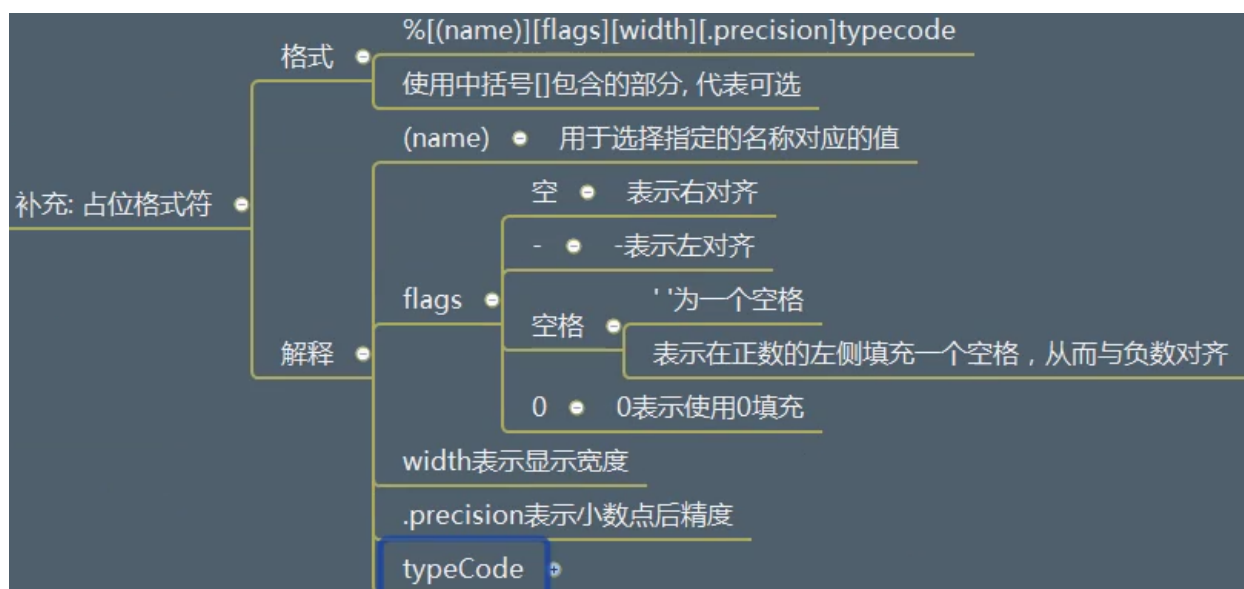 补充: 占位格式符
格式
%[(name)][flags][width][.precision]typecode
使用中括号[]包含的部分, 代表可选
解释
(name)
用于选择指定的名称对应的值
flags
空
表示右对齐
-
-表示左对齐
空格
' '为一个空格
表示在正数的左侧填充一个空格，从而与负数对齐
0
0表示使用0填充
width表示显示宽度
.precision表示小数点后精度
typeCode